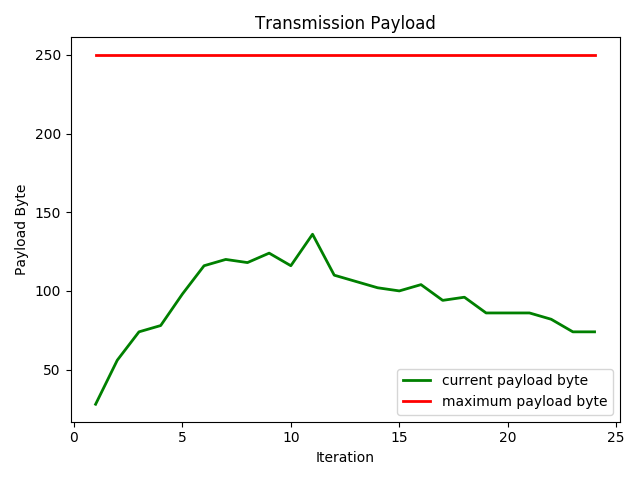 Transmission Payload
250
200
150
100
50
Payload Byte
current payload byte
maximum payload byte
0 5 10 15 20 25
Iteration